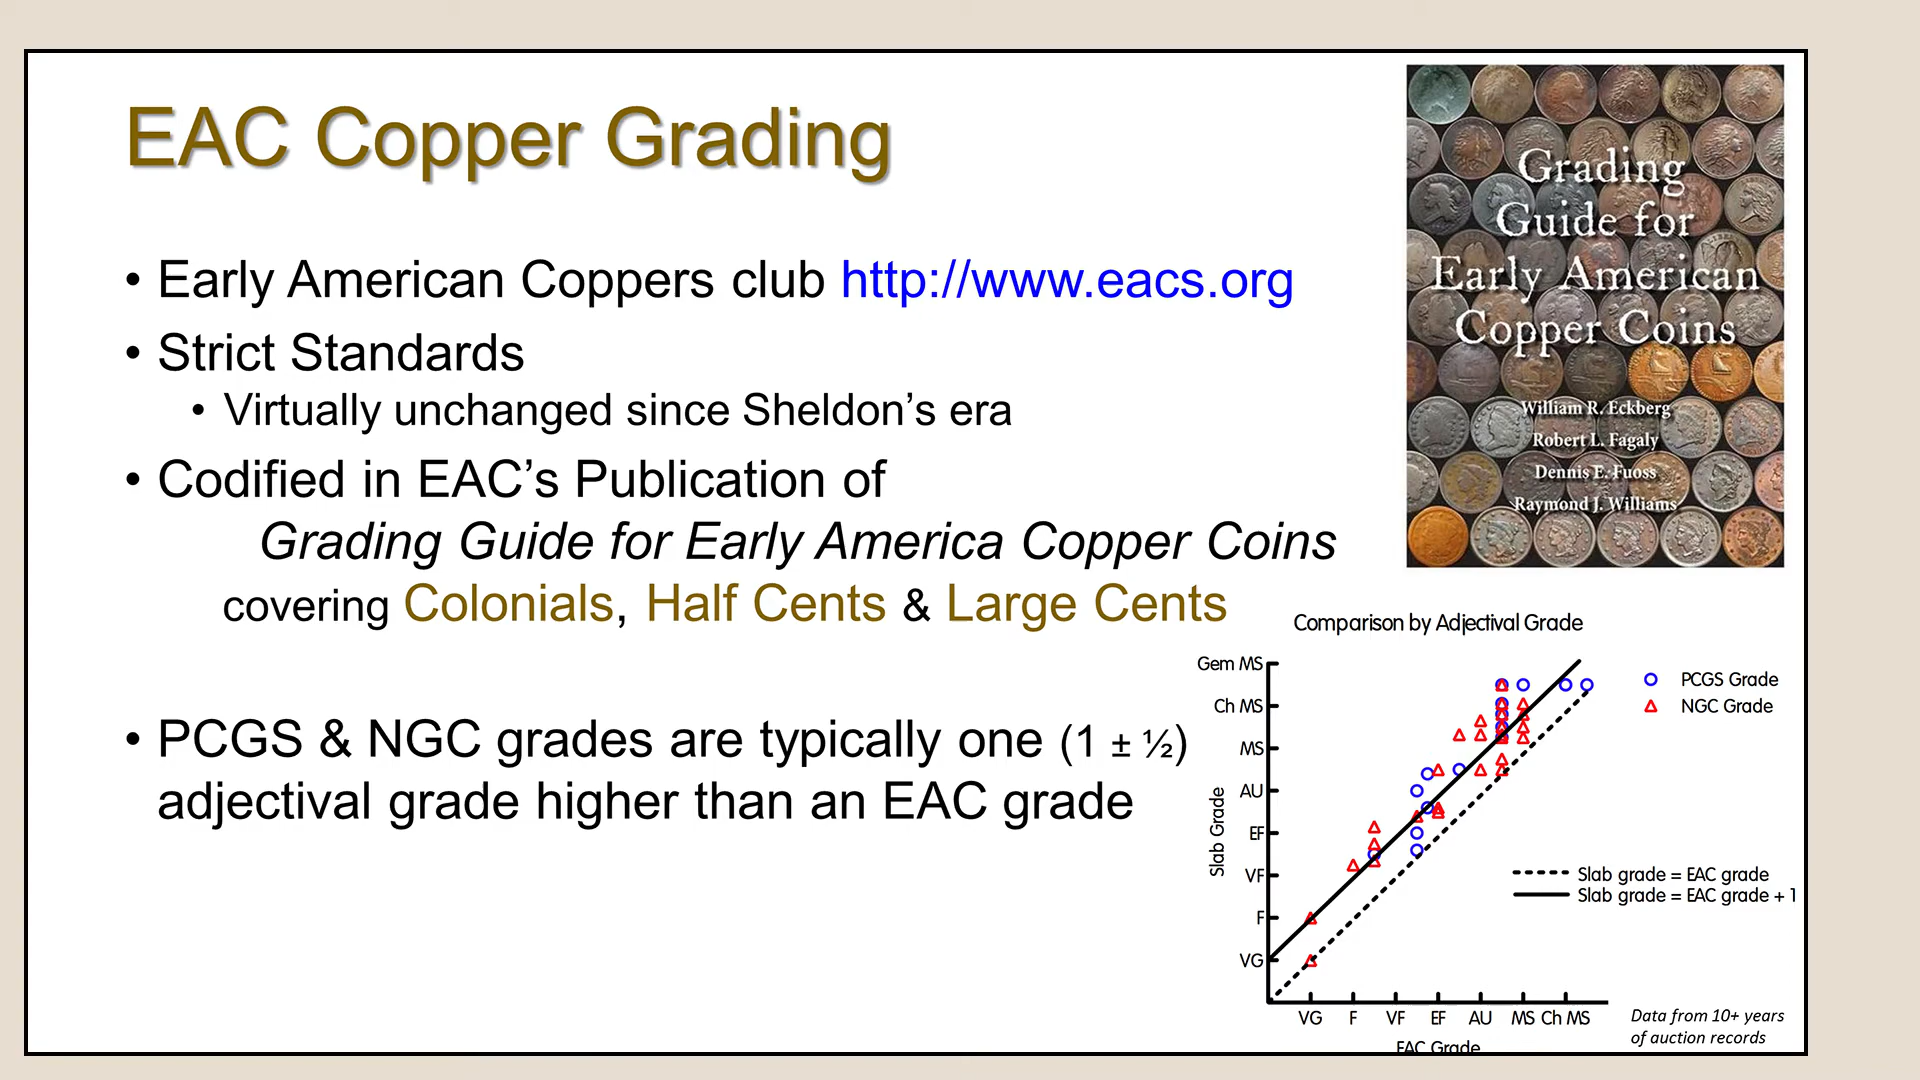 EAC Copper Grading
• Early American Coppers club http://www.eacs.org
• Strict Standards
• Virtually unchanged since Sheldon’s era
• Codified in EAC’s Publication of
Grading Guide for Early America Copper Coins
covering Colonials, Half Cents & Large Cents
• PCGS & NGC grades are typically one (1 ± ½)
adjectival grade higher than an EAC grade
Grading
Guide for
Early American
Copper Coins
William R. Eckberg
Robert L. Fagaly
Dennis E. Fuoss
Raymond J. Williams
Comparison by Adjectival Grade
Gem MS
Ch MS
MS
AU
EF
VF
F
VG
Slab Grade
PCGS Grade
NGC Grade
Slab grade = EAC grade
Slab grade = EAC grade + 1
VG F VF EF AU MS Ch MS
EAC Grade
Data from 10+ years
of auction records